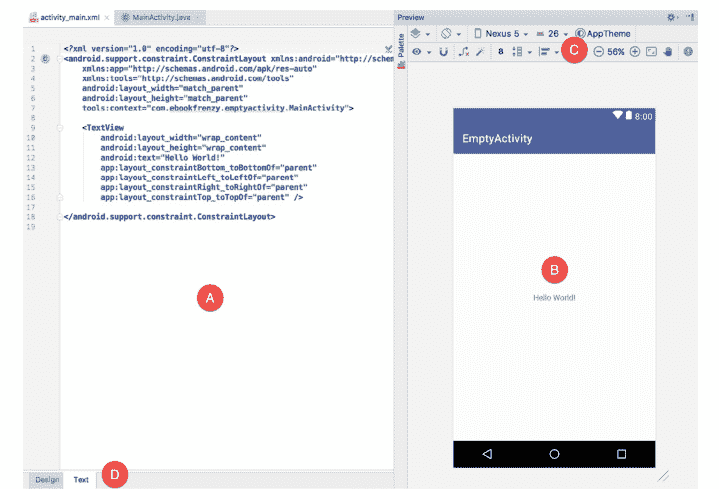 activity_main.xml × MainActivity.java ×
Preview
Palette
Nexus 5 26 AppTheme
8 56%
1 <?xml version="1.0" encoding="utf-8"?>
2 <android.support.constraint.ConstraintLayout xmlns:android="http://schem
3 xmlns:app="http://schemas.android.com/apk/res-auto"
4 xmlns:tools="http://schemas.android.com/tools"
5 android:layout_width="match_parent"
6 android:layout_height="match_parent"
7 tools:context="com.ebookfrenzy.emptyactivity.MainActivity">
8
9 <TextView
10 android:layout_width="wrap_content"
11 android:layout_height="wrap_content"
12 android:text="Hello World!"
13 app:layout_constraintBottom_toBottomOf="parent"
14 app:layout_constraintLeft_toLeftOf="parent"
15 app:layout_constraintRight_toRightOf="parent"
16 app:layout_constraintTop_toTopOf="parent" />
17
18 </android.support.constraint.ConstraintLayout>
19
A
C
8:00
EmptyActivity
B
Hello World!
Design Text
D